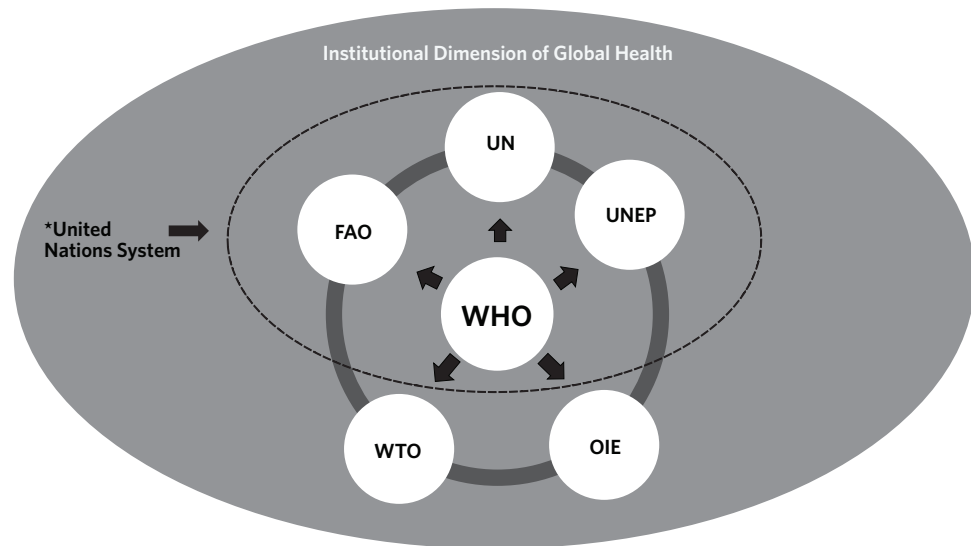 Institutional Dimension of Global Health
UN
UNEP
FAO
*United
Nations System
WHO
WTO
OIE